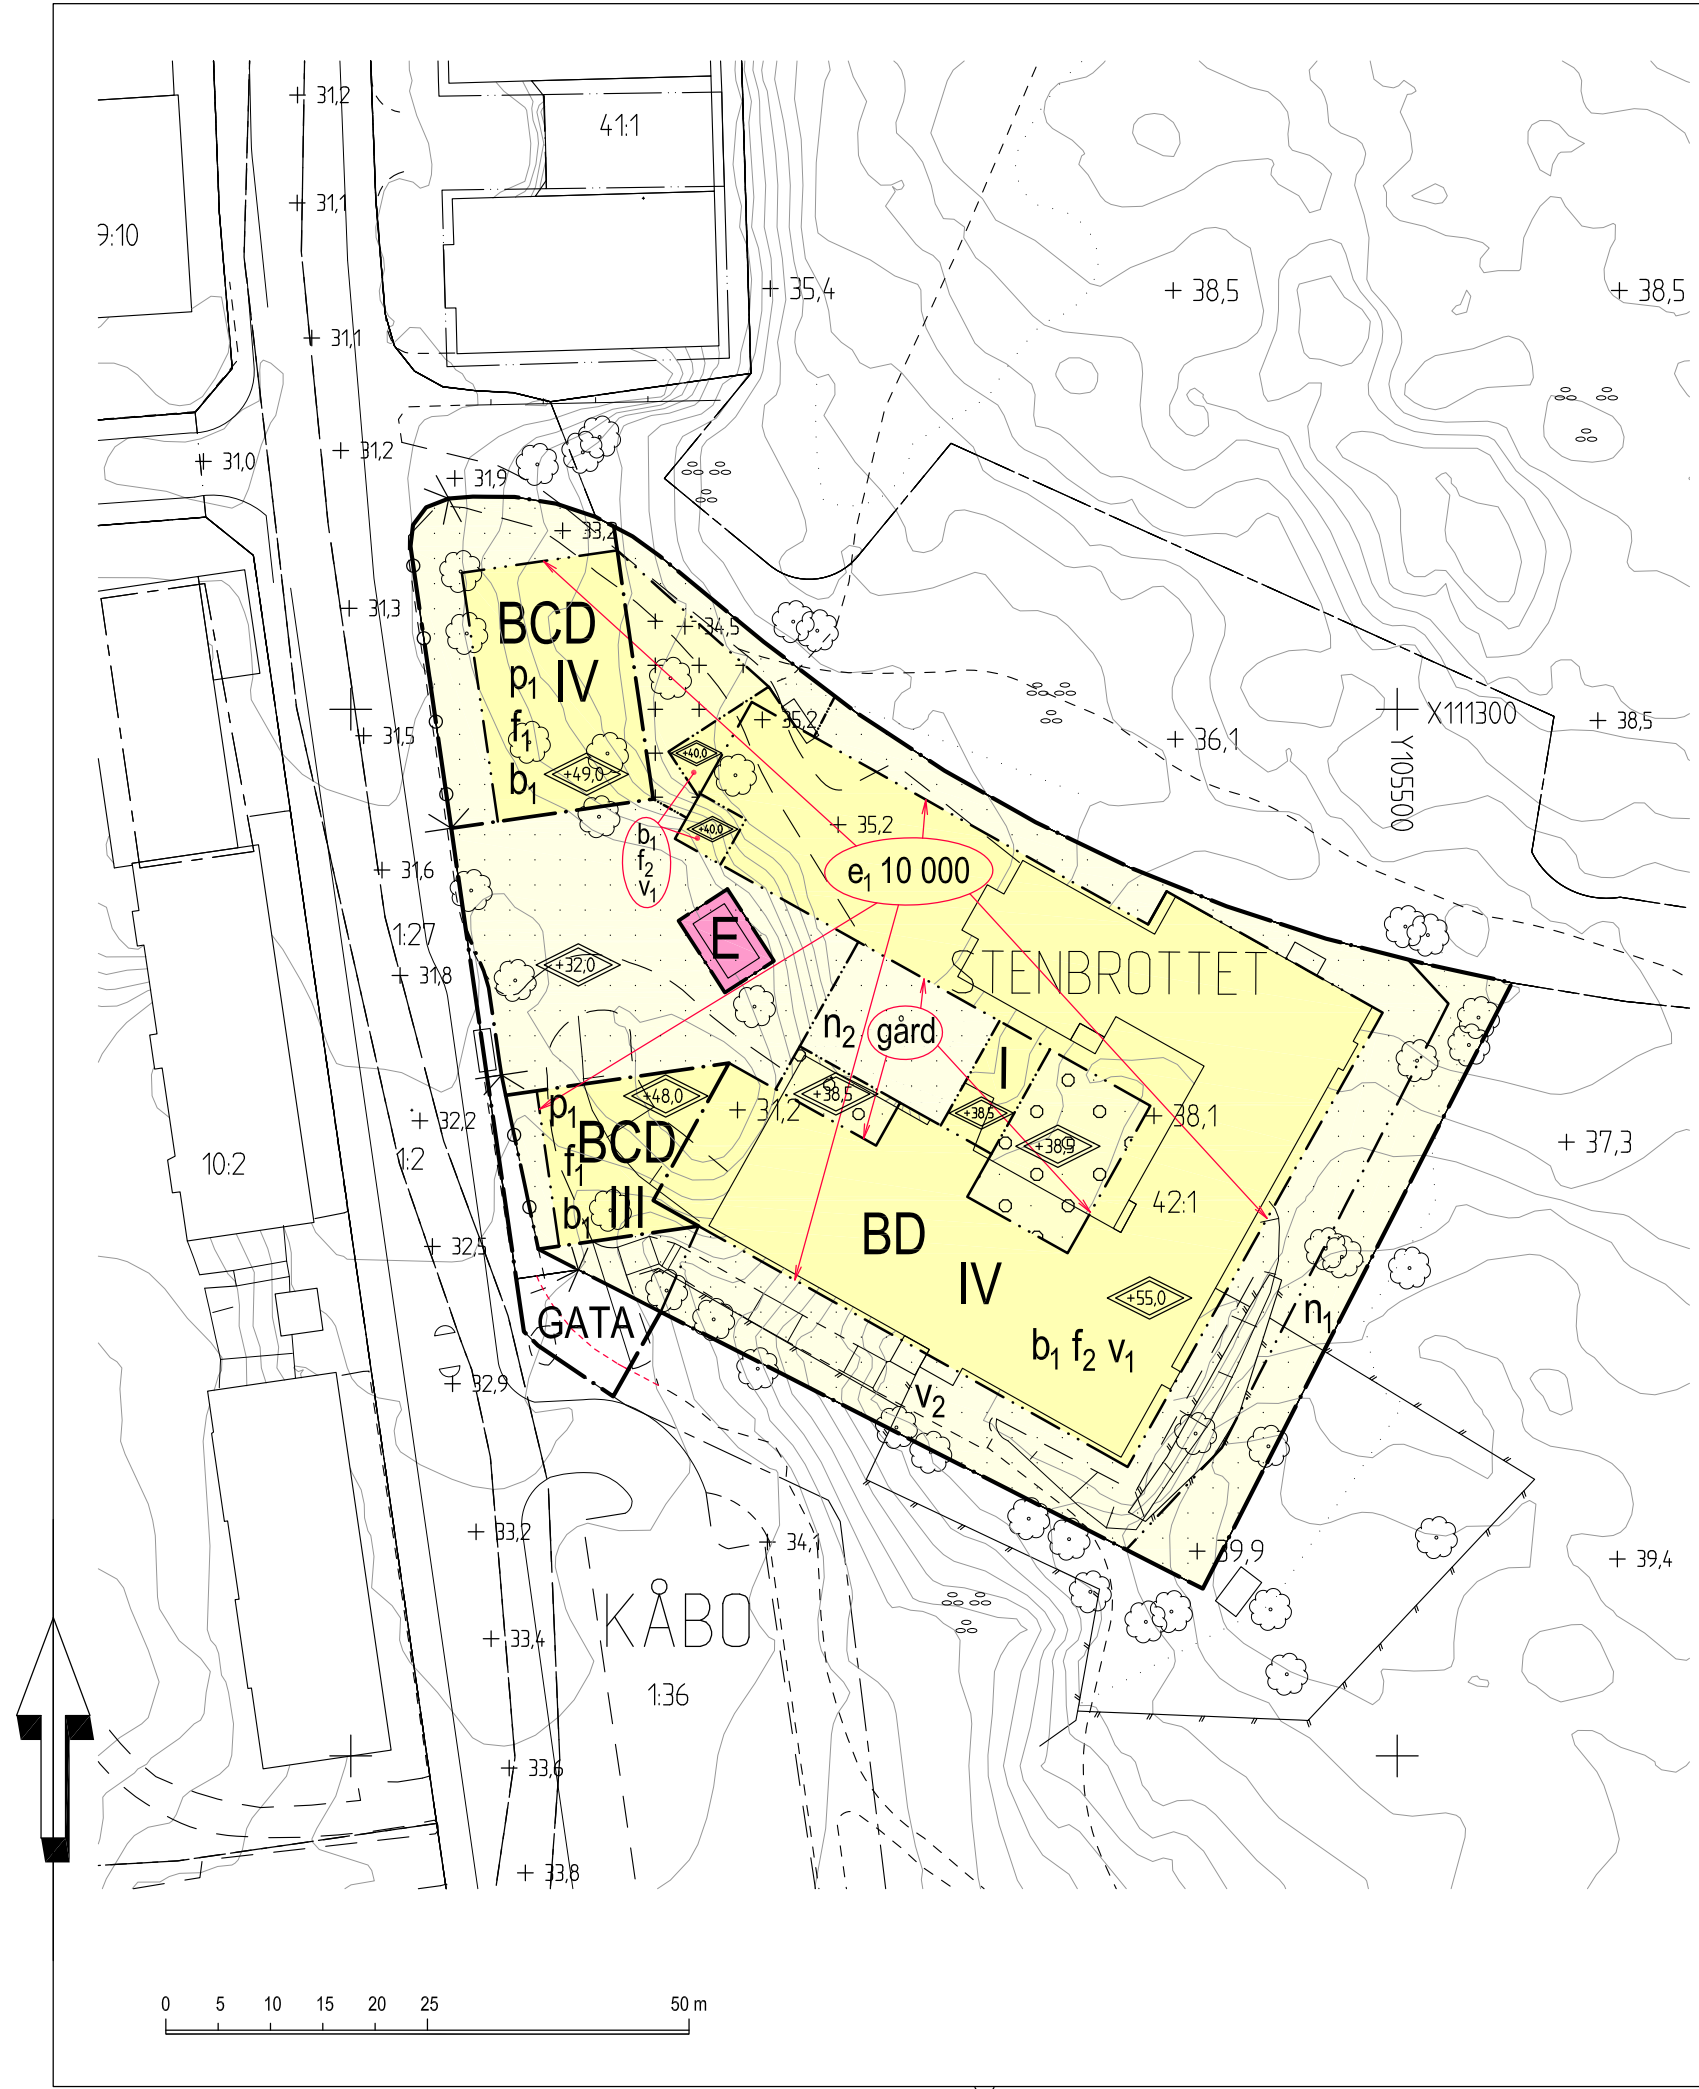 + 31,2
41:1
+ 31,1
9:10
+ 35,4
+ 38,5
+ 38,5
+ 31,1
+ 31,2
+ 31,0
+ 31,9
+ 33,2
+ 31,3
BCD
+ 34,5
p1 IV
f1
+ 35,2
X111300
+ 38,5
+ 31,5
+ 36,1
Y105500
b1
+49,0
+40,0
+40,0
+ 35,2
b1
f2
v1
e1 10 000
+ 31,6
1:27
E
+32,0
+ 31,8
STENBROTTET
n2
gård
I
+48,0
+38,5
+38,5
p1
+ 31,2
+ 38,1
+ 32,2
BCD
+38,5
+ 37,3
1:2
10:2
f1
b1 III
42:1
BD
+ 32,5
IV
+55,0
n1
GATA
b1 f2 v1
+ 32,9
v2
+ 33,2
+ 34,1
+ 39,9
+ 39,4
KÅBO
+ 33,4
1:36
+ 33,6
+ 33,8
0 5 10 15 20 25 50 m